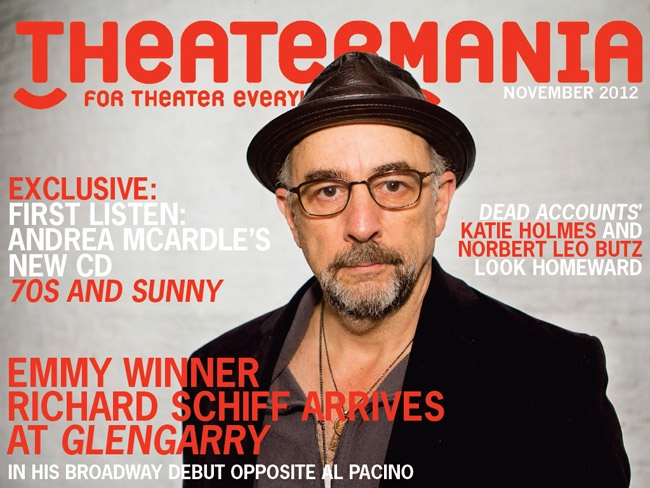 THEATERMANIA
FOR THEATER
NOVEMBER 2012
EXCLUSIVE:
FIRST LISTEN:
ANDREA MCARDLE'S
NEW CD
70S AND SUNNY
DEAD ACCOUNTS'
KATIE HOLMES AND
NORBERT LEO BUTZ
LOOK HOMEWARD
EMMY WINNER
RICHARD SCHIFF ARRIVES
AT GLENGARRY
IN HIS BROADWAY DEBUT OPPOSITE AL PACINO